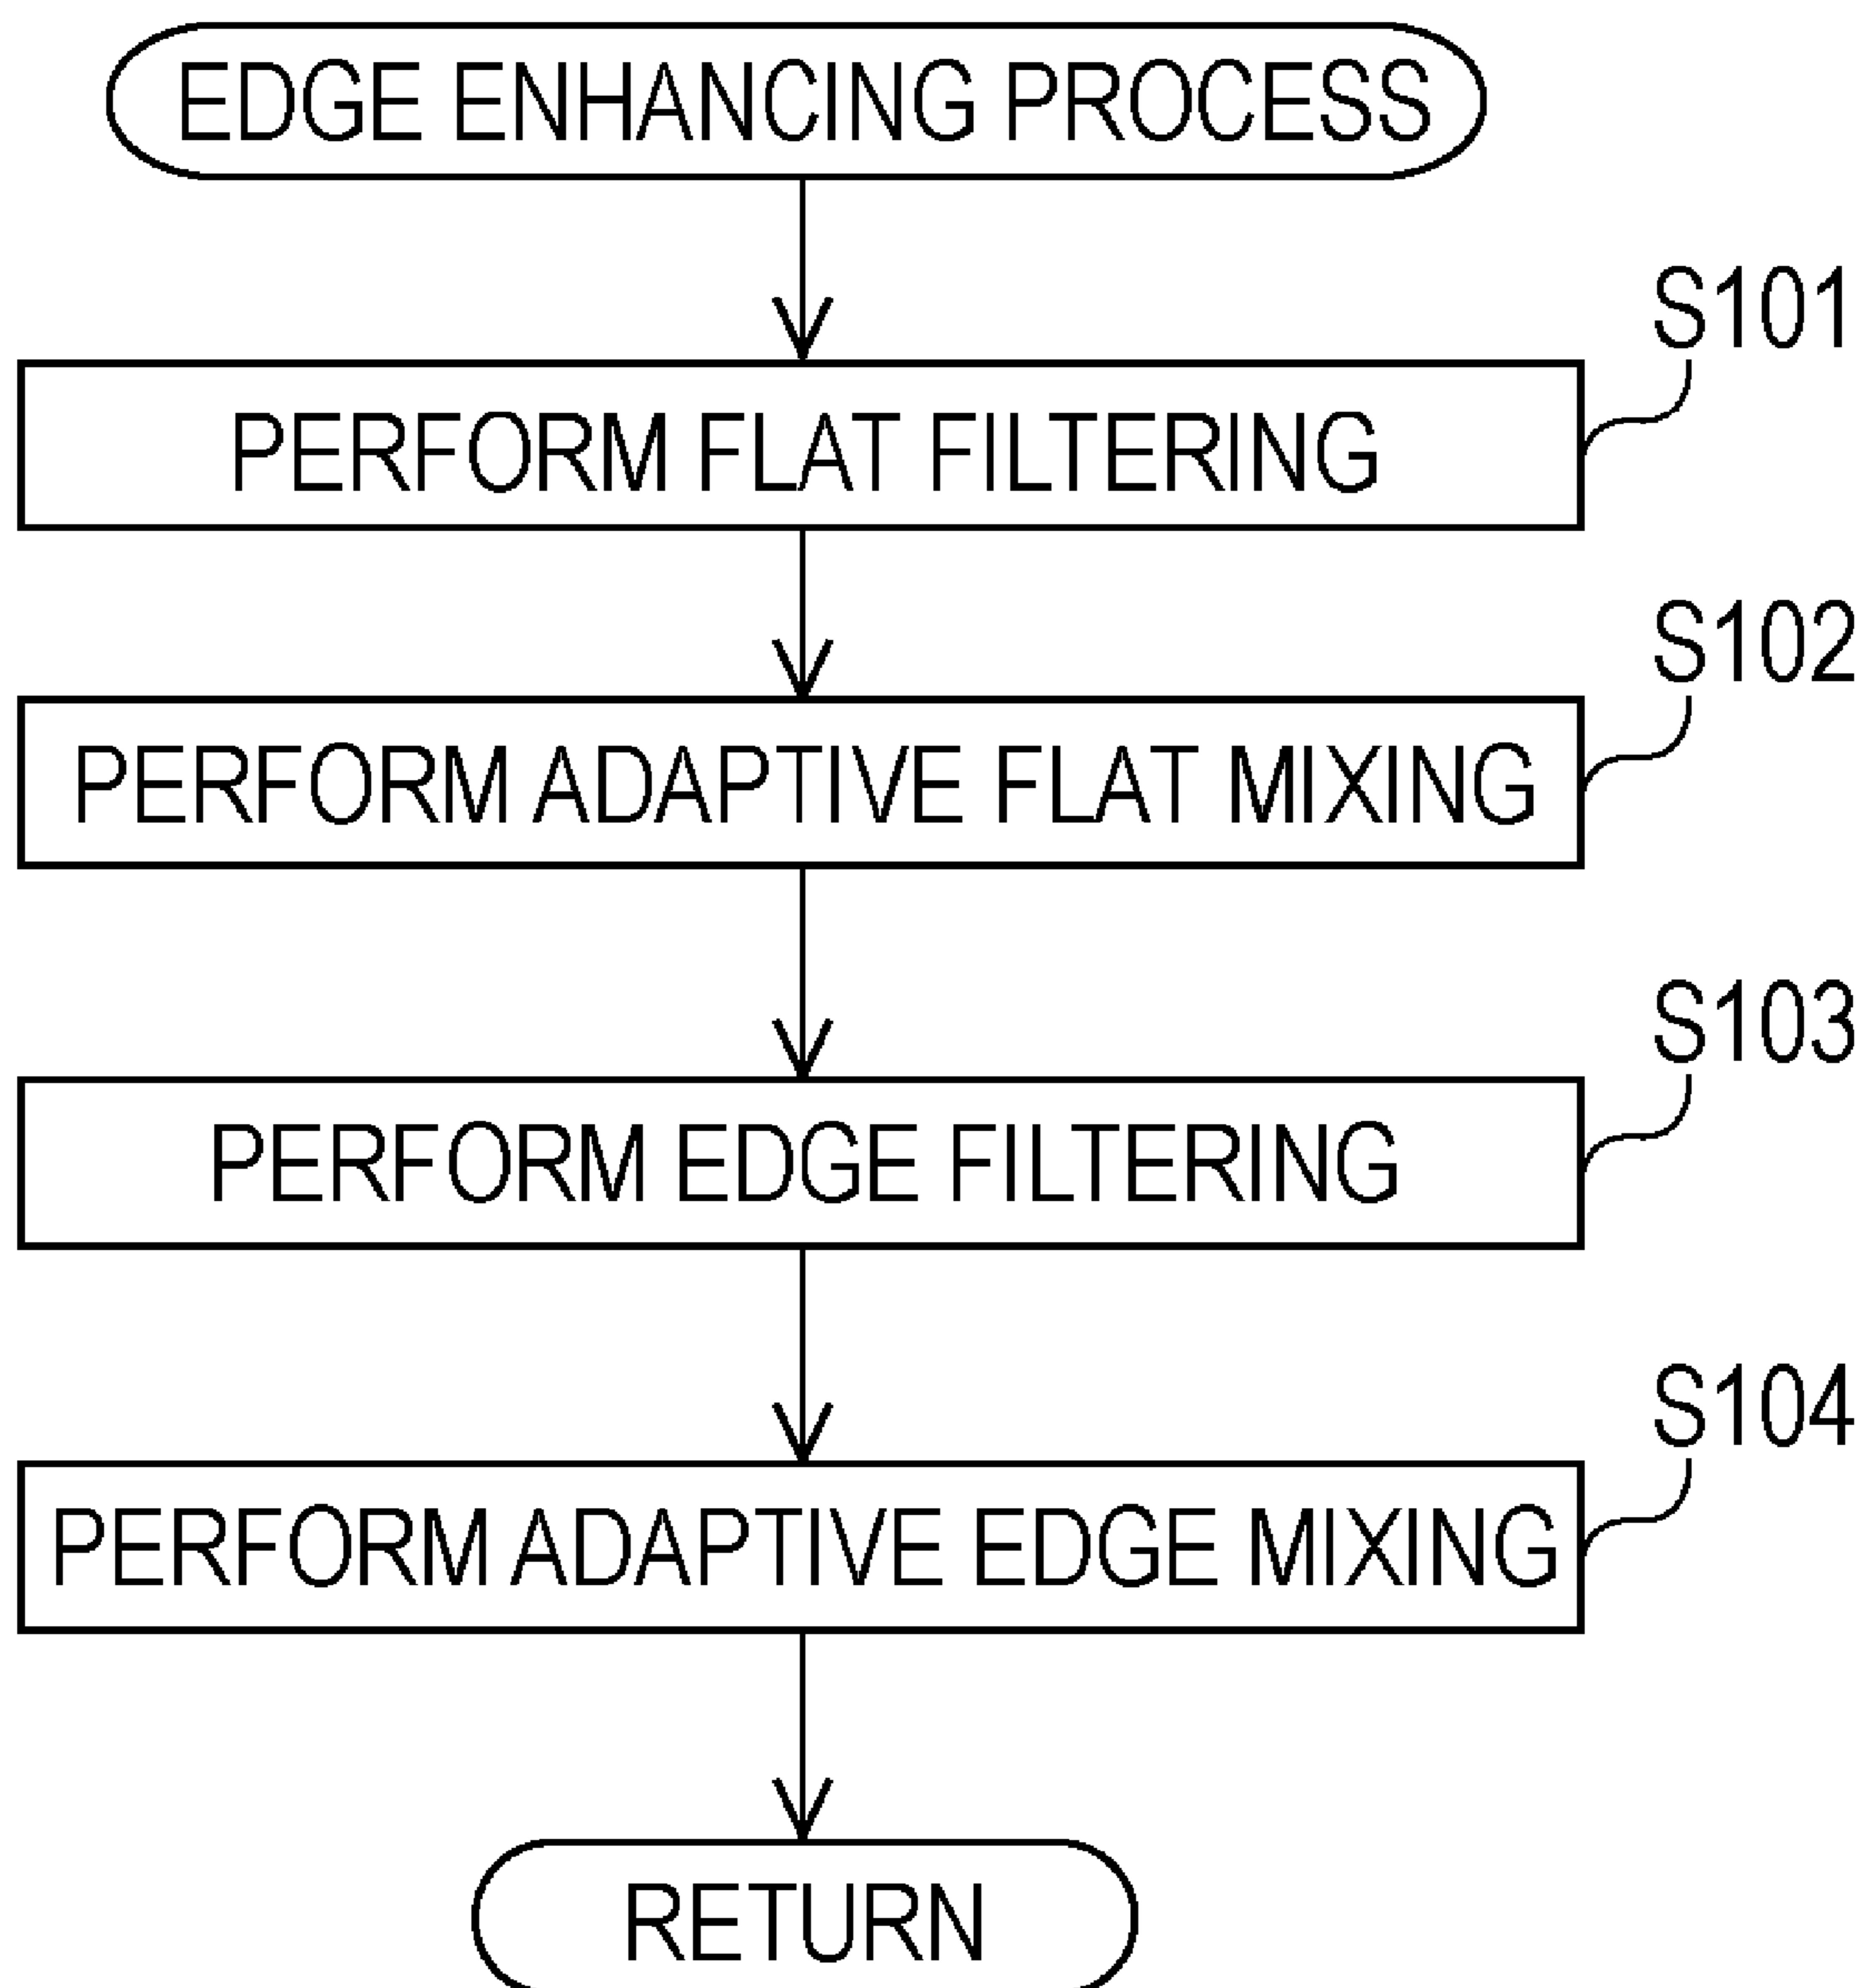 EDGE ENHANCING PROCESS
S101
PERFORM FLAT FILTERING
S102
PERFORM ADAPTIVE FLAT MIXING
S103
PERFORM EDGE FILTERING
S104
PERFORM ADAPTIVE EDGE MIXING
RETURN